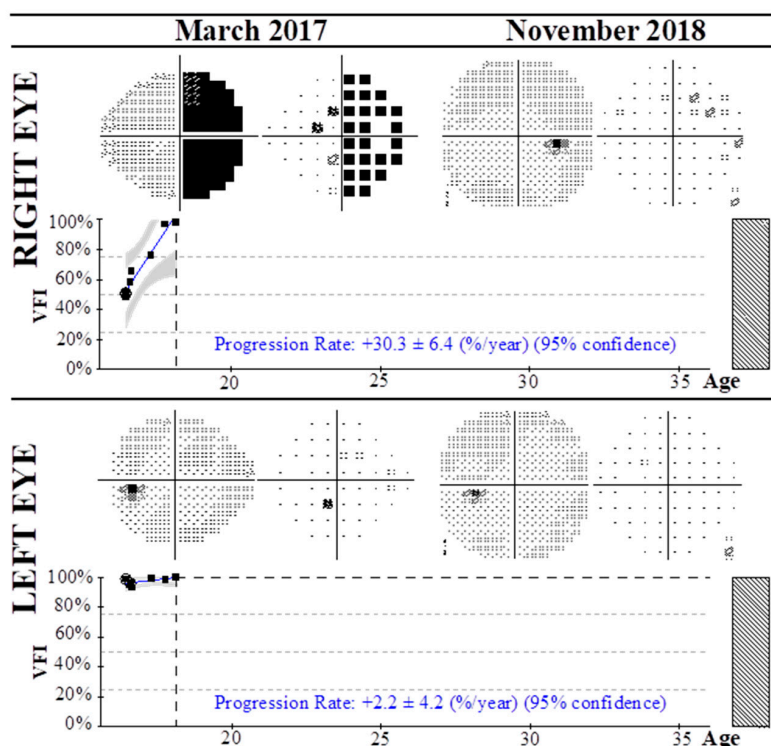 March 2017 November 2018
RIGHT EYE
100%
80%
60%
40%
20%
0%
VFI
Progression Rate: +30.3 ± 6.4 (%/year) (95% confidence)
20 25 30 35 Age
LEFT EYE
100%
80%
60%
40%
20%
0%
VFI
Progression Rate: +2.2 ± 4.2 (%/year) (95% confidence)
20 25 30 35 Age